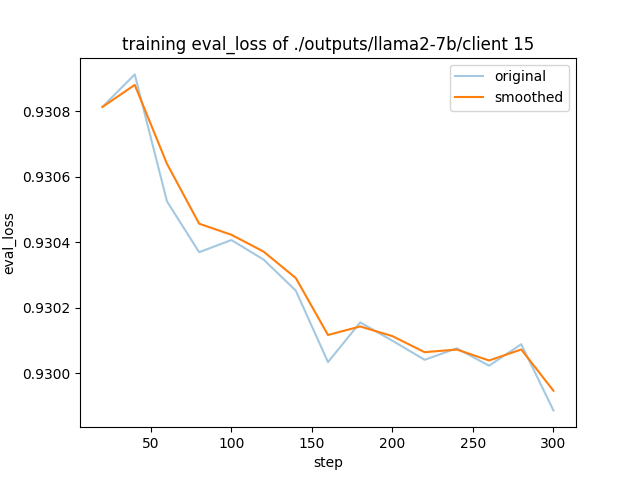 training eval_loss of ./outputs/llama2-7b/client 15
original
smoothed
0.9308
0.9306
0.9304
0.9302
0.9300
eval_loss
50
100
150
200
250
300
step